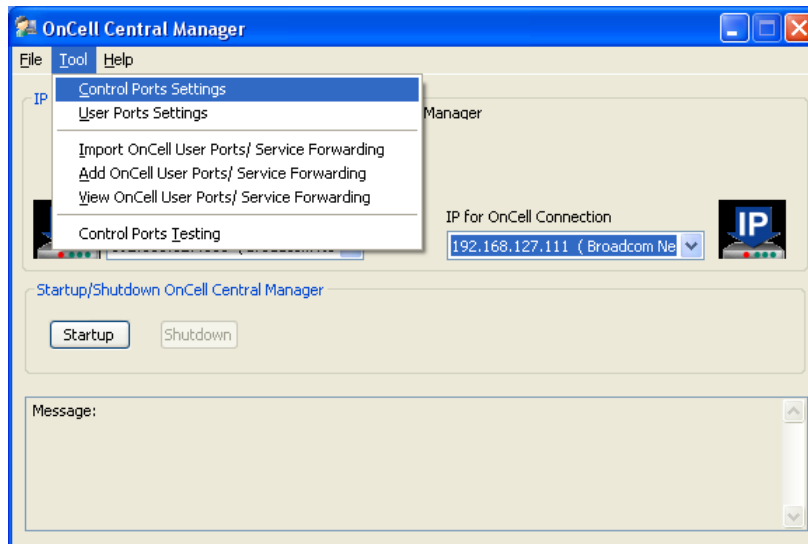 OnCell Central Manager
File Tool Help
Control Ports Settings
User Ports Settings
Import OnCell User Ports/ Service Forwarding
Add OnCell User Ports/ Service Forwarding
View OnCell User Ports/ Service Forwarding
Control Ports Testing
IP
Manager
IP for OnCell Connection
192.168.127.111 ( Broadcom Ne
IP
Startup/Shutdown OnCell Central Manager
Startup Shutdown
Message: